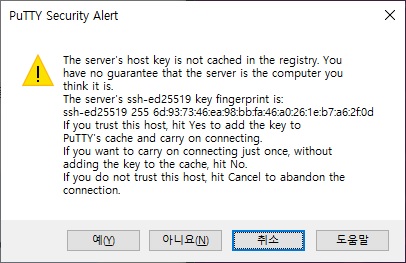 PuTTY Security Alert
The server's host key is not cached in the registry. You
have no guarantee that the server is the computer you
think it is.
The server's ssh-ed25519 key fingerprint is:
ssh-ed25519 255 6d:93:73:46:ea:98:bb:fa:46:a0:26:1e:b7:a6:2f:0d
If you trust this host, hit Yes to add the key to
PuTTY's cache and carry on connecting.
If you want to carry on connecting just once, without
adding the key to the cache, hit No.
If you do not trust this host, hit Cancel to abandon the
connection.
예(Y) 아니요(N) 취소 도움말